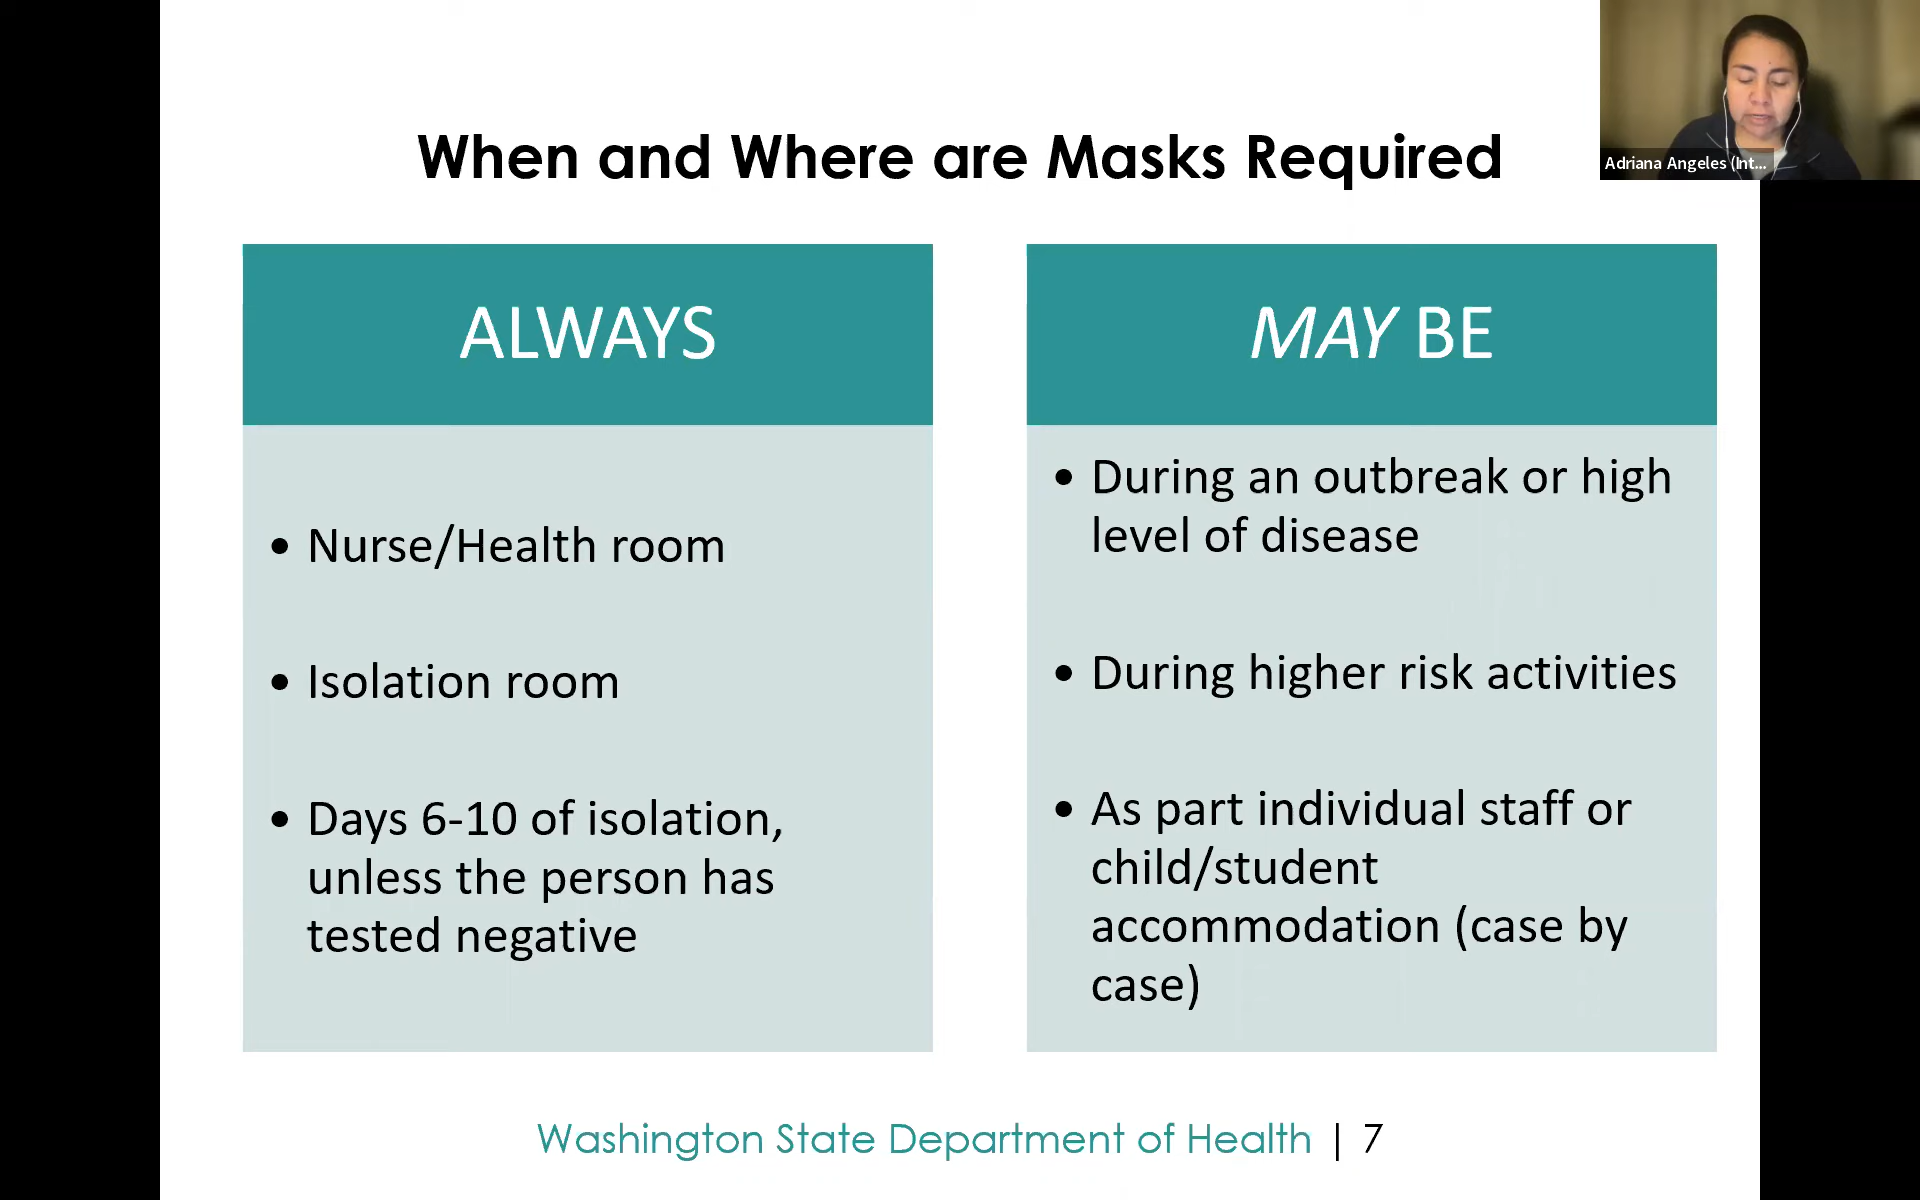 When and Where are Masks Required
Adriana Angeles (Int...
ALWAYS
• Nurse/Health room
• Isolation room
• Days 6-10 of isolation,
unless the person has
tested negative
MAY BE
• During an outbreak or high
level of disease
• During higher risk activities
• As part individual staff or
child/student
accommodation (case by
case)
Washington State Department of Health | 7